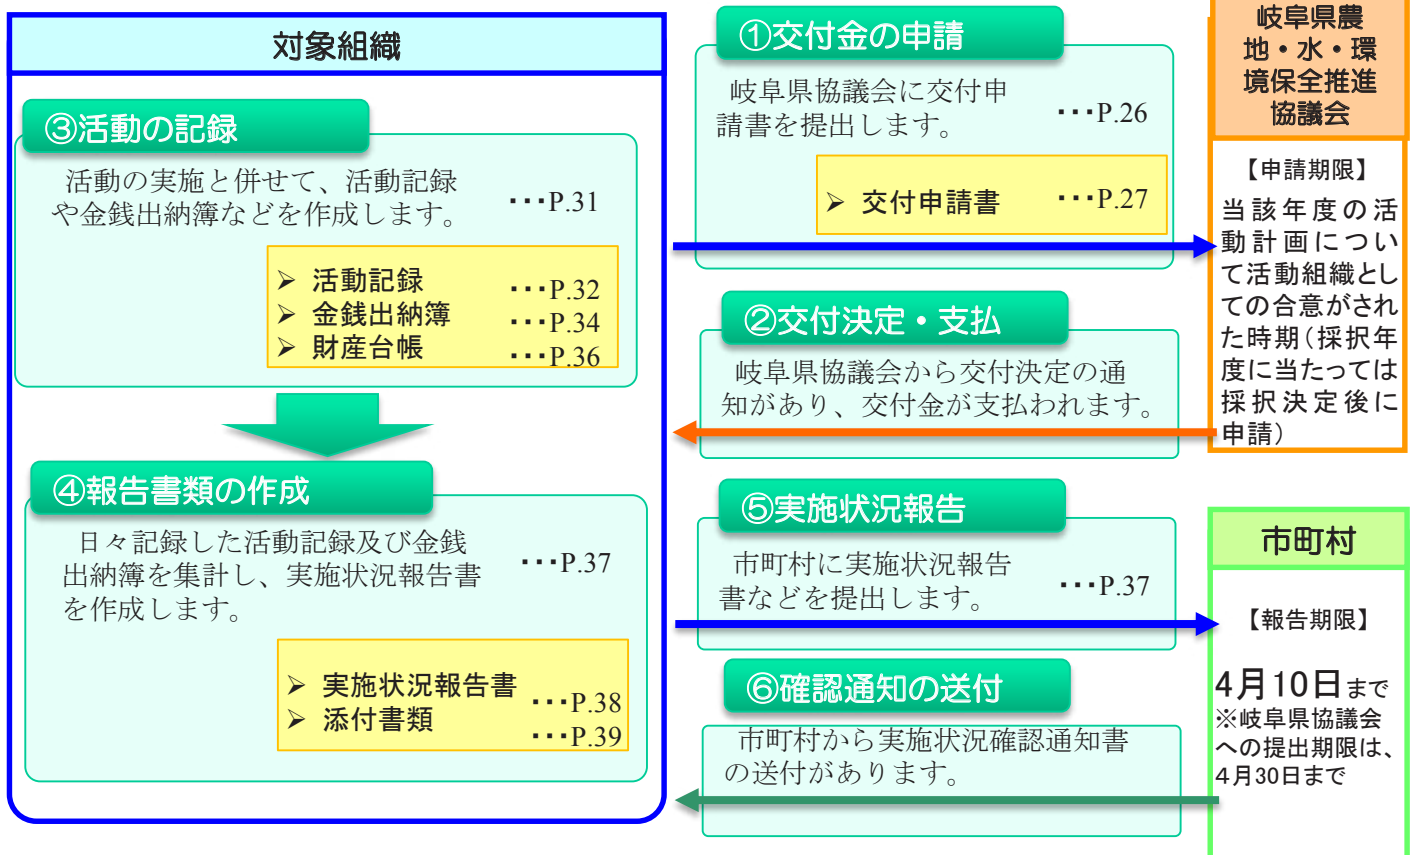 対象組織
③活動の記録
活動の実施と併せて、活動記録
や金銭出納簿などを作成します。
･･･P.31
➢ 活動記録 ･･･P.32
➢ 金銭出納簿 ･･･P.34
➢ 財産台帳 ･･･P.36
④報告書類の作成
日々記録した活動記録及び金銭
出納簿を集計し、実施状況報告書
を作成します。
･･･P.37
➢ 実施状況報告書 ･･･P.38
➢ 添付書類 ･･･P.39
①交付金の申請
岐阜県協議会に交付申
請書を提出します。
･･･P.26
➢ 交付申請書 ･･･P.27
②交付決定・支払
岐阜県協議会から交付決定の通
知があり、交付金が支払われます。
⑤実施状況報告
市町村に実施状況報告
書などを提出します。
･･･P.37
⑥確認通知の送付
市町村から実施状況確認通知書
の送付があります。
岐阜県農
地・水・環
境保全推進
協議会
【申請期限】
当該年度の活
動計画につい
て活動組織とし
ての合意がされ
た時期（採択年
度に当たっては
採択決定後に
申請）
市町村
【報告期限】
4月10日まで
※岐阜県協議会
への提出期限は、
4月30日まで